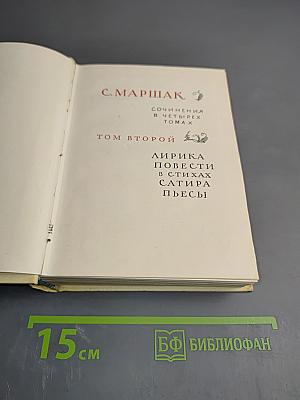 С. МАРШАК
СОЧИНЕНИЯ
В ЧЕТЫРЕХ
ТОМАХ
ТОМ ВТОРОЙ
ЛИРИКА
ПОВЕСТИ
В СТИХАХ
САТИРА
ПЬЕСЫ
15 см
БФ БИБЛИОФАН